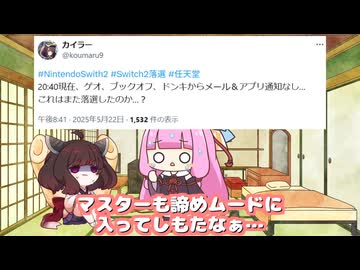 カイラー
@koumaru9
#NintendoSwith2 #Switch2落選 #任天堂
20:40現在、ゲオ、ブックオフ、ドンキからメール＆アプリ通知なし…
これはまた落選したのか…？
午後8:41 · 2025年5月22日 · 1,532 件の表示
マスターも諦めムードに
入ってしもたなぁ…